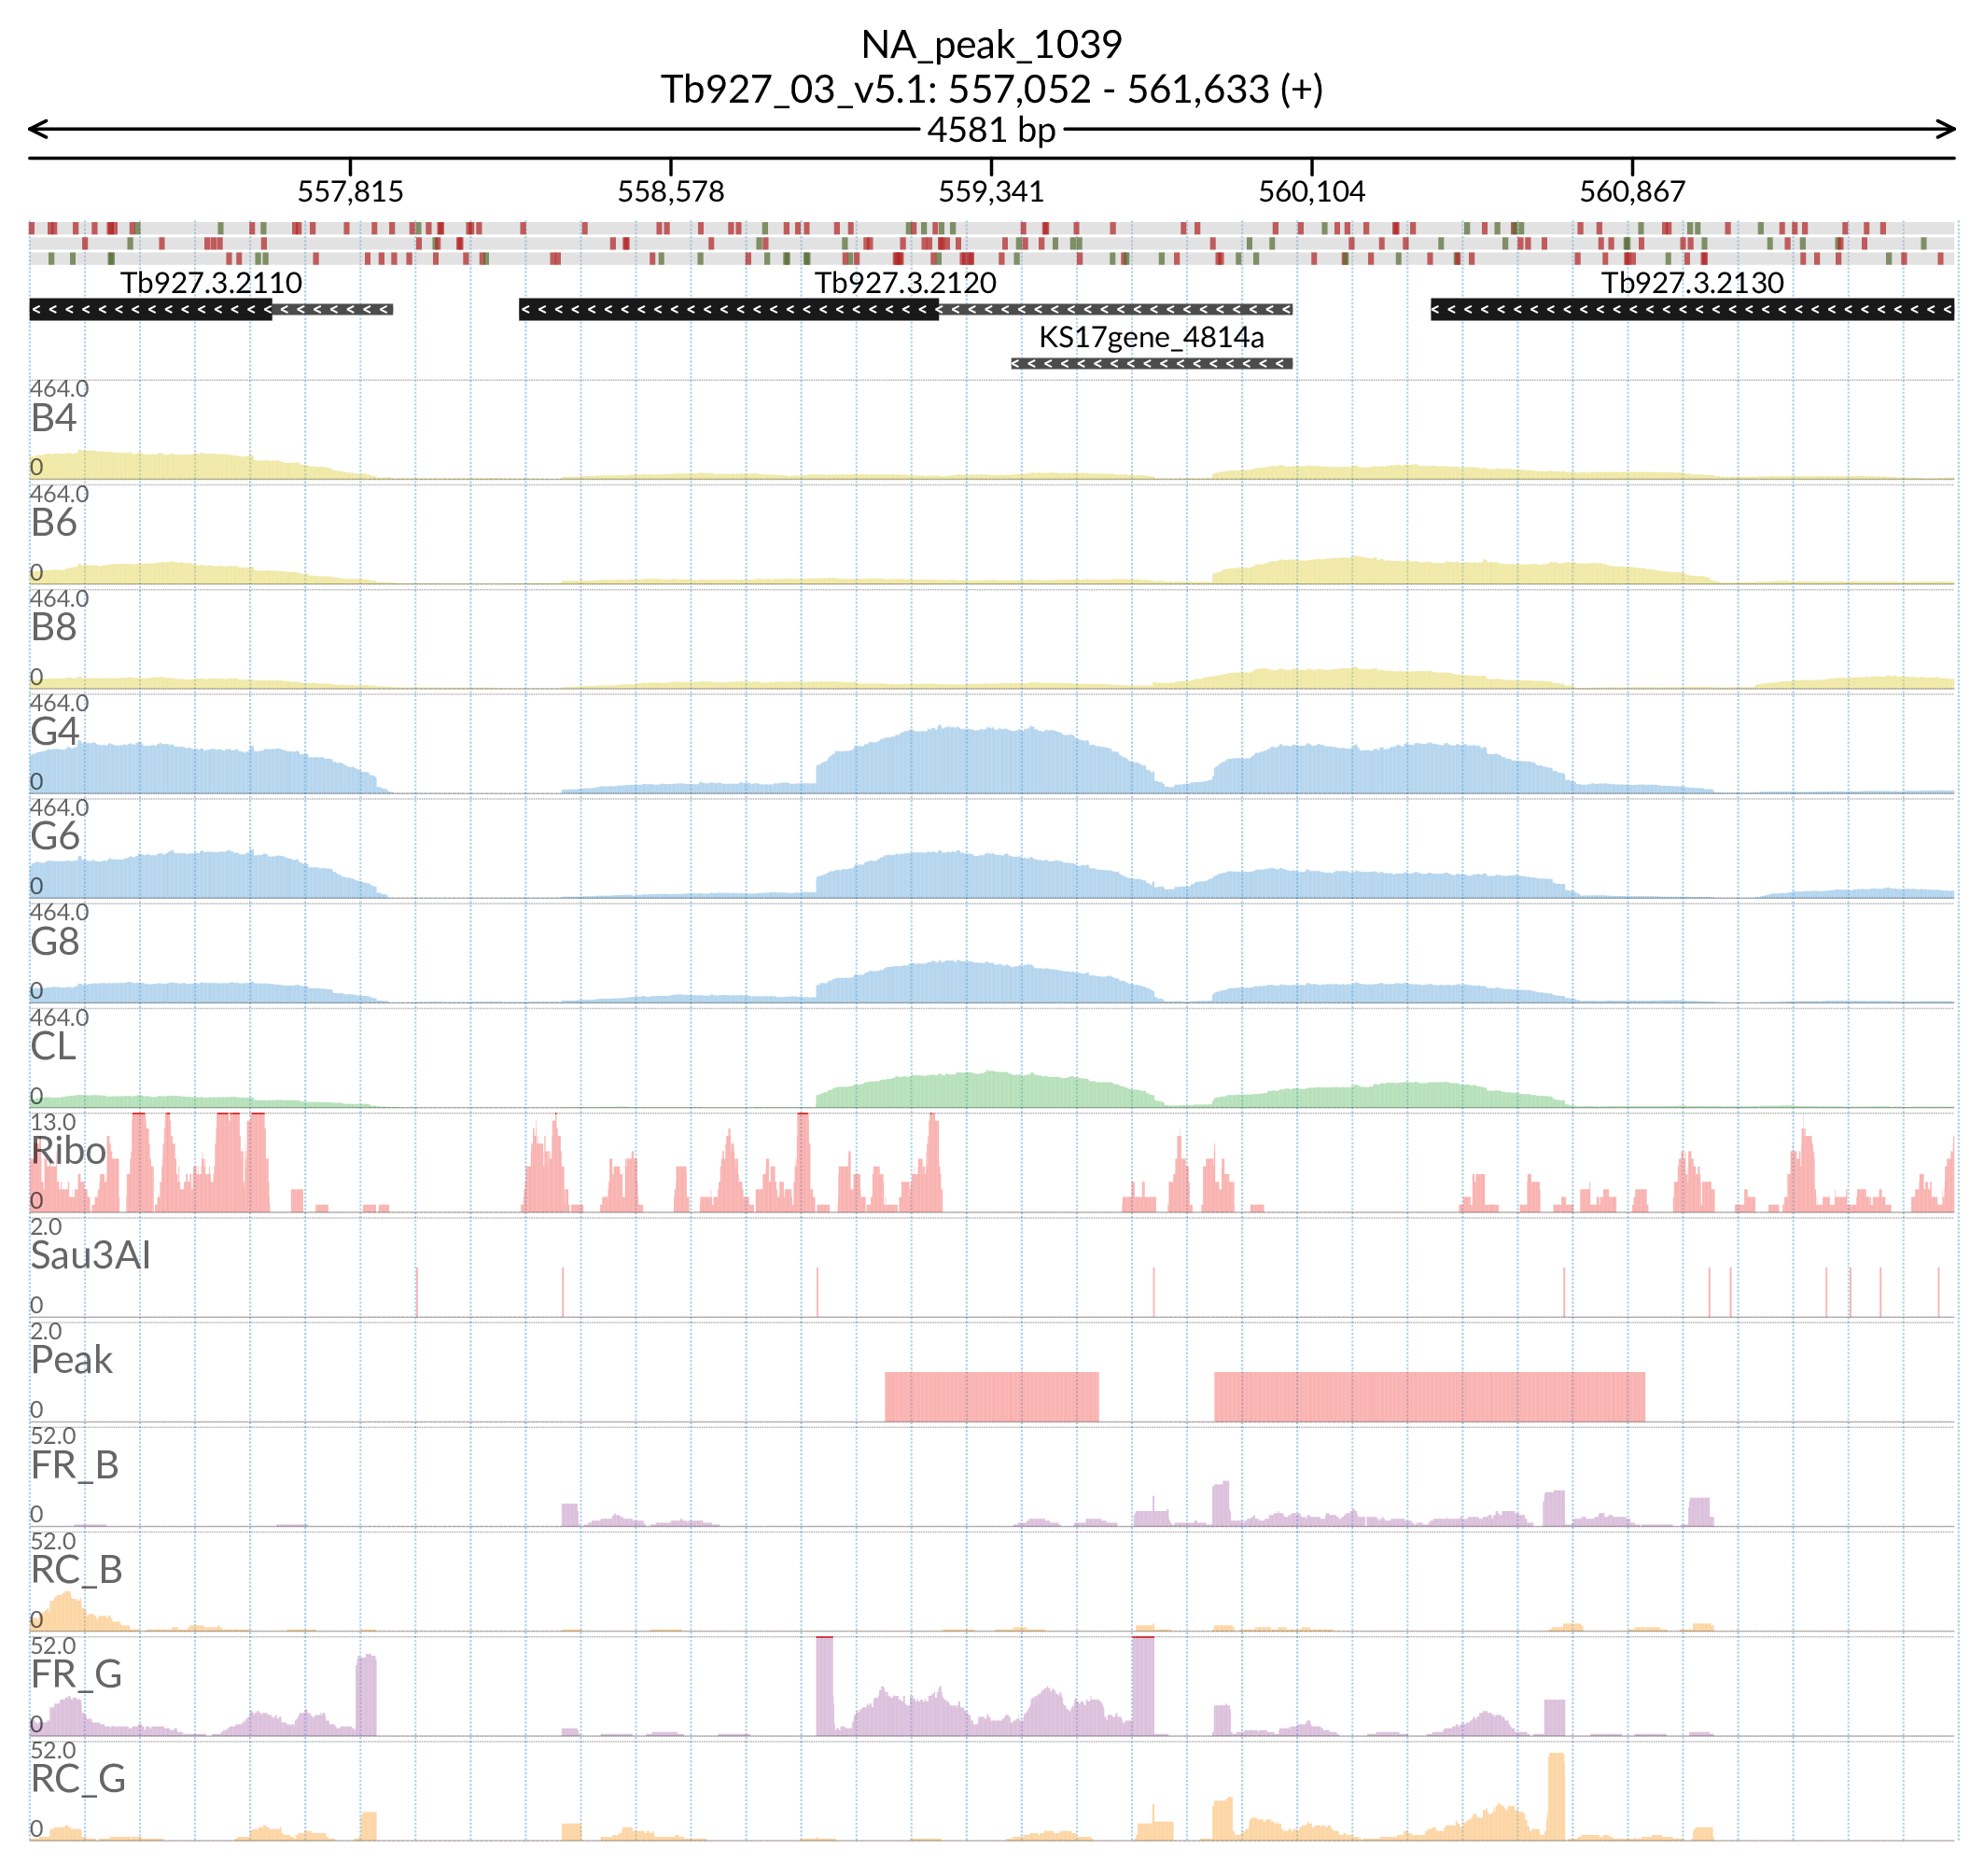 NA_peak_1039
Tb927_03_v5.1: 557,052 - 561,633 (+)
4581 bp
557,815 558,578 559,341 560,104 560,867
Tb927.3.2110 Tb927.3.2120 Tb927.3.2130
KS17gene_4814a
464.0
B4
0
464.0
B6
0
464.0
B8
0
464.0
G4
0
464.0
G6
0
464.0
G8
0
464.0
CL
0
13.0
Ribo
0
2.0
Sau3AI
0
2.0
Peak
0
52.0
FR_B
0
52.0
RC_B
0
52.0
FR_G
0
52.0
RC_G
0